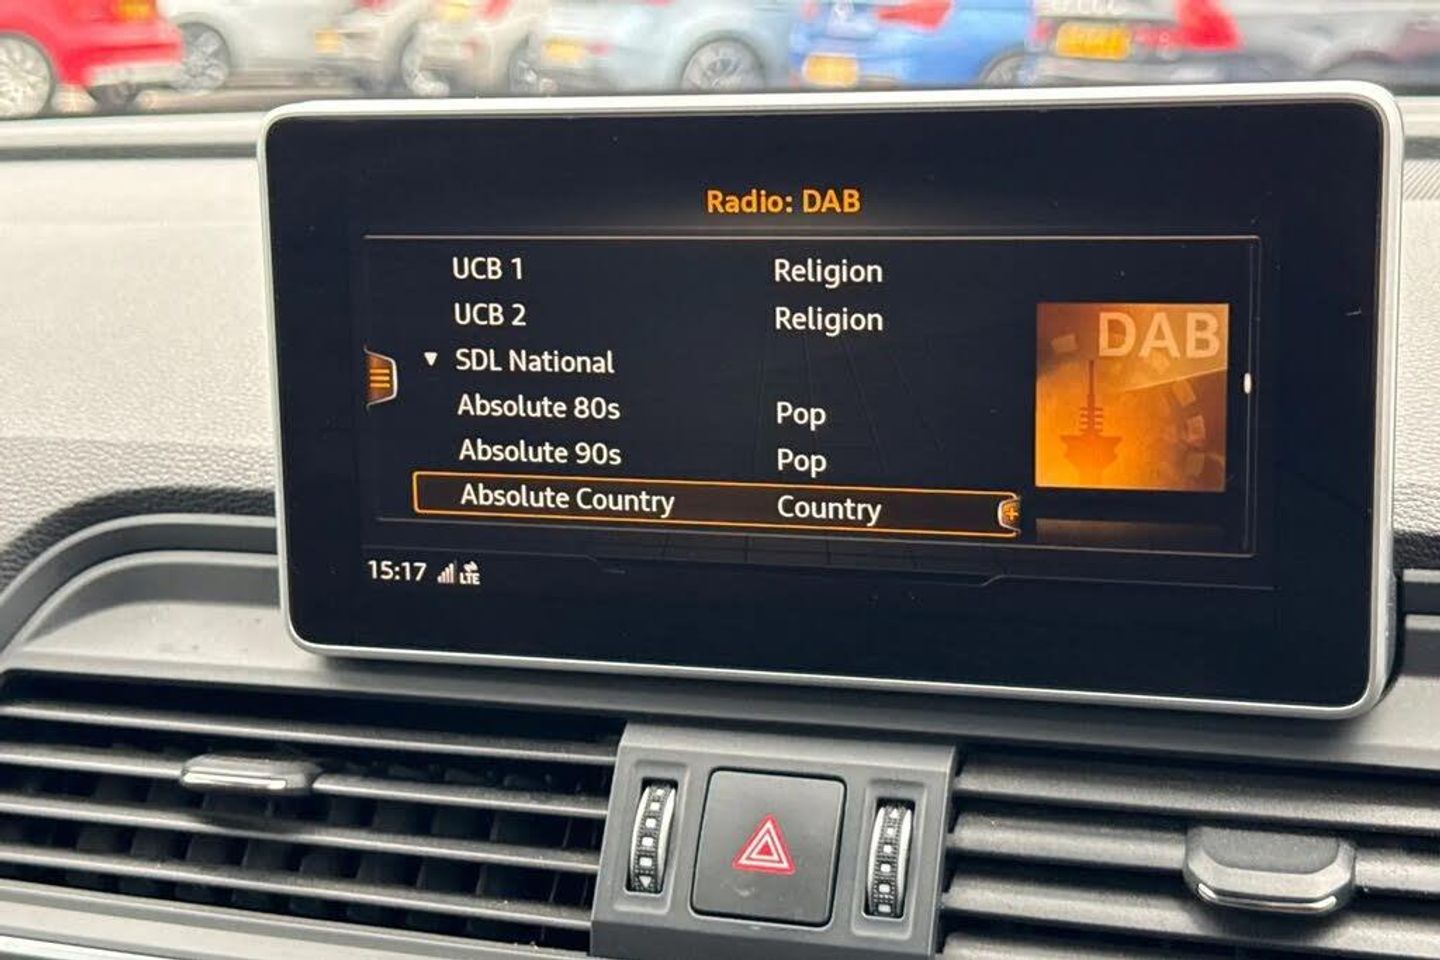 Radio: DAB
UCB 1 Religion
UCB 2 Religion
SDL National
Absolute 80s Pop
Absolute 90s Pop
Absolute Country Country
DAB
15:17 LTE